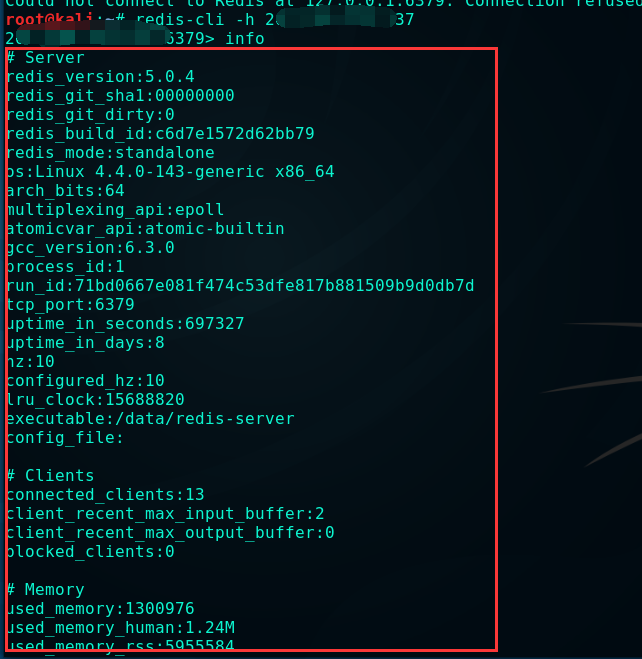 Could not connect to Redis at 127.0.0.1:6379: Connection refused
root@kali:~# redis-cli -h 2 37
2 6379> info
# Server
redis_version:5.0.4
redis_git_sha1:00000000
redis_git_dirty:0
redis_build_id:c6d7e1572d62bb79
redis_mode:standalone
os:Linux 4.4.0-143-generic x86_64
arch_bits:64
multiplexing_api:epoll
atomicvar_api:atomic-builtin
gcc_version:6.3.0
process_id:1
run_id:71bd0667e081f474c53dfe817b881509b9d0db7d
tcp_port:6379
uptime_in_seconds:697327
uptime_in_days:8
hz:10
configured_hz:10
lru_clock:15688820
executable:/data/redis-server
config_file:
# Clients
connected_clients:13
client_recent_max_input_buffer:2
client_recent_max_output_buffer:0
blocked_clients:0
# Memory
used_memory:1300976
used_memory_human:1.24M
used_memory_rss:5955584